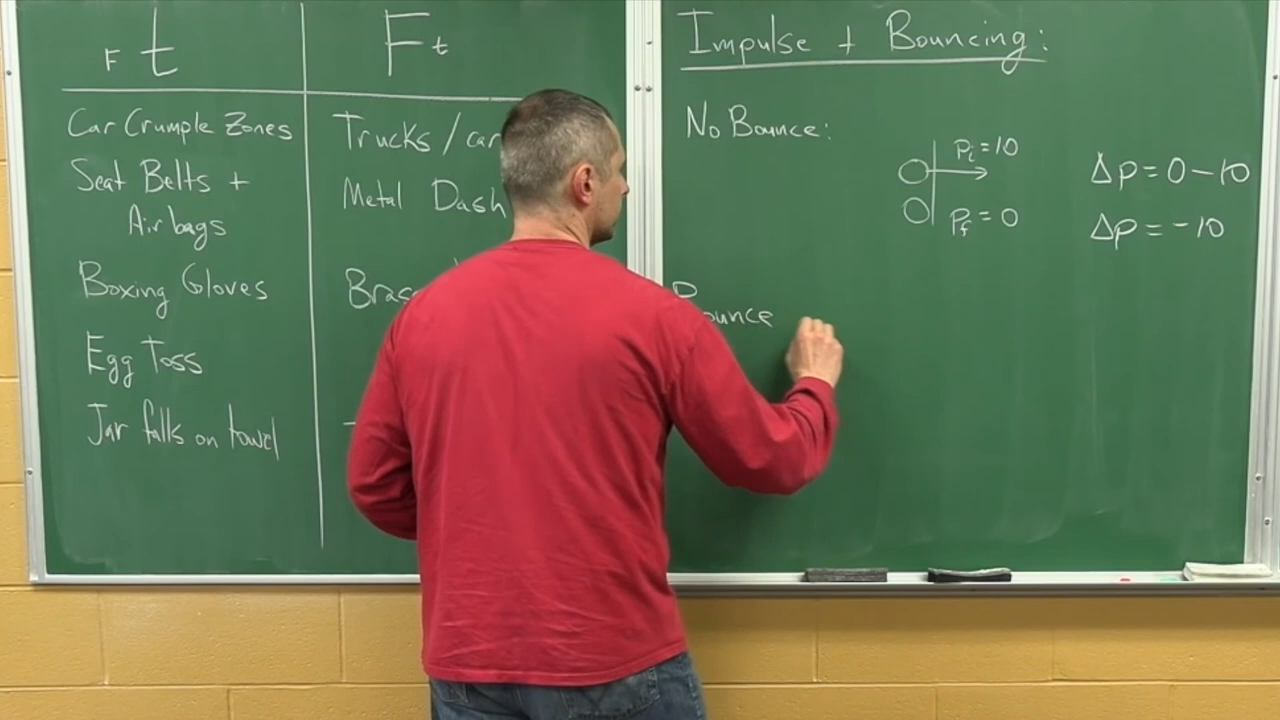 F t
F t
Car Crumple Zones
Seat Belts +
Airbags
Boxing Gloves
Egg Toss
Jar falls on towel
Trucks / car
Metal Dash
Impulse + Bouncing:
No Bounce:
Pi = 10
Pf = 0
Δp = 0 - 10
Δp = -10
Bounce